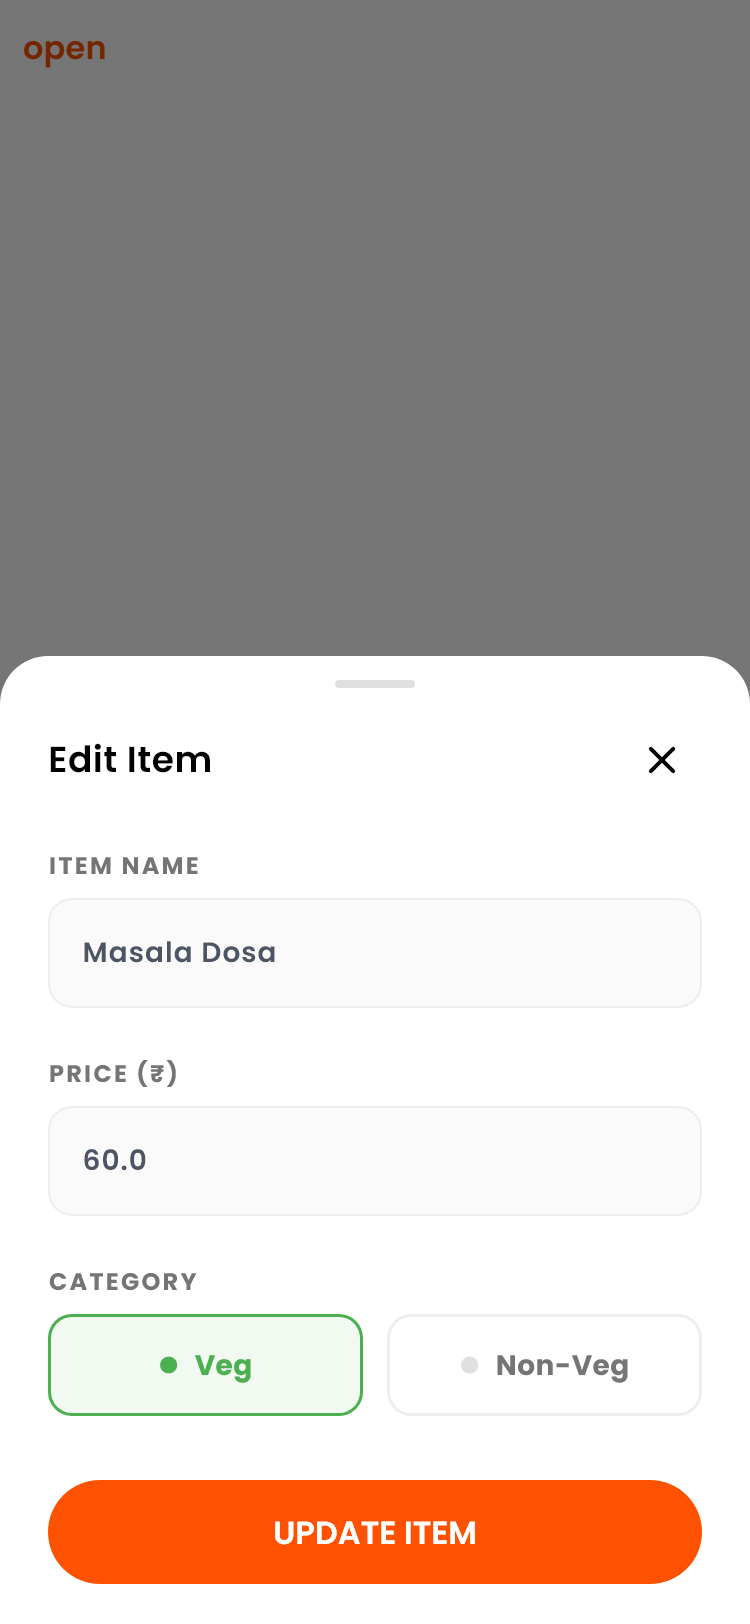 open
Edit Item
ITEM NAME
Masala Dosa
PRICE (₹)
60.0
CATEGORY
Veg
Non-Veg
UPDATE ITEM